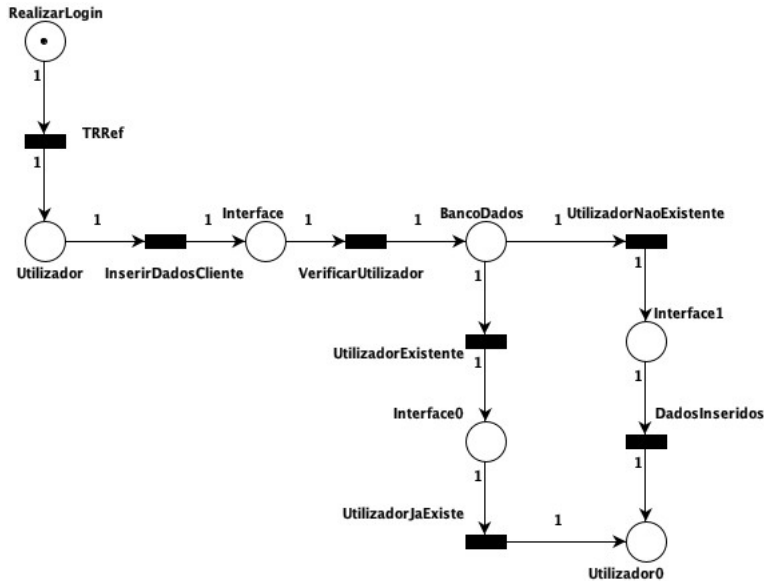 RealizarLogin
1
TRRef
1
1
1
Interface
1
1
BancoDados
1
UtilizadorNaoExistente
Utilizador
InserirDadosCliente
VerificarUtilizador
1
1
Interface1
UtilizadorExistente
1
1
Interface0
DadosInseridos
1
1
UtilizadorJaExiste
1
Utilizador0